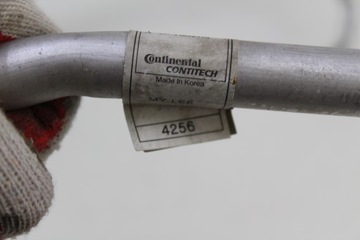 Continental
CONTITECH
Made in Korea
4256